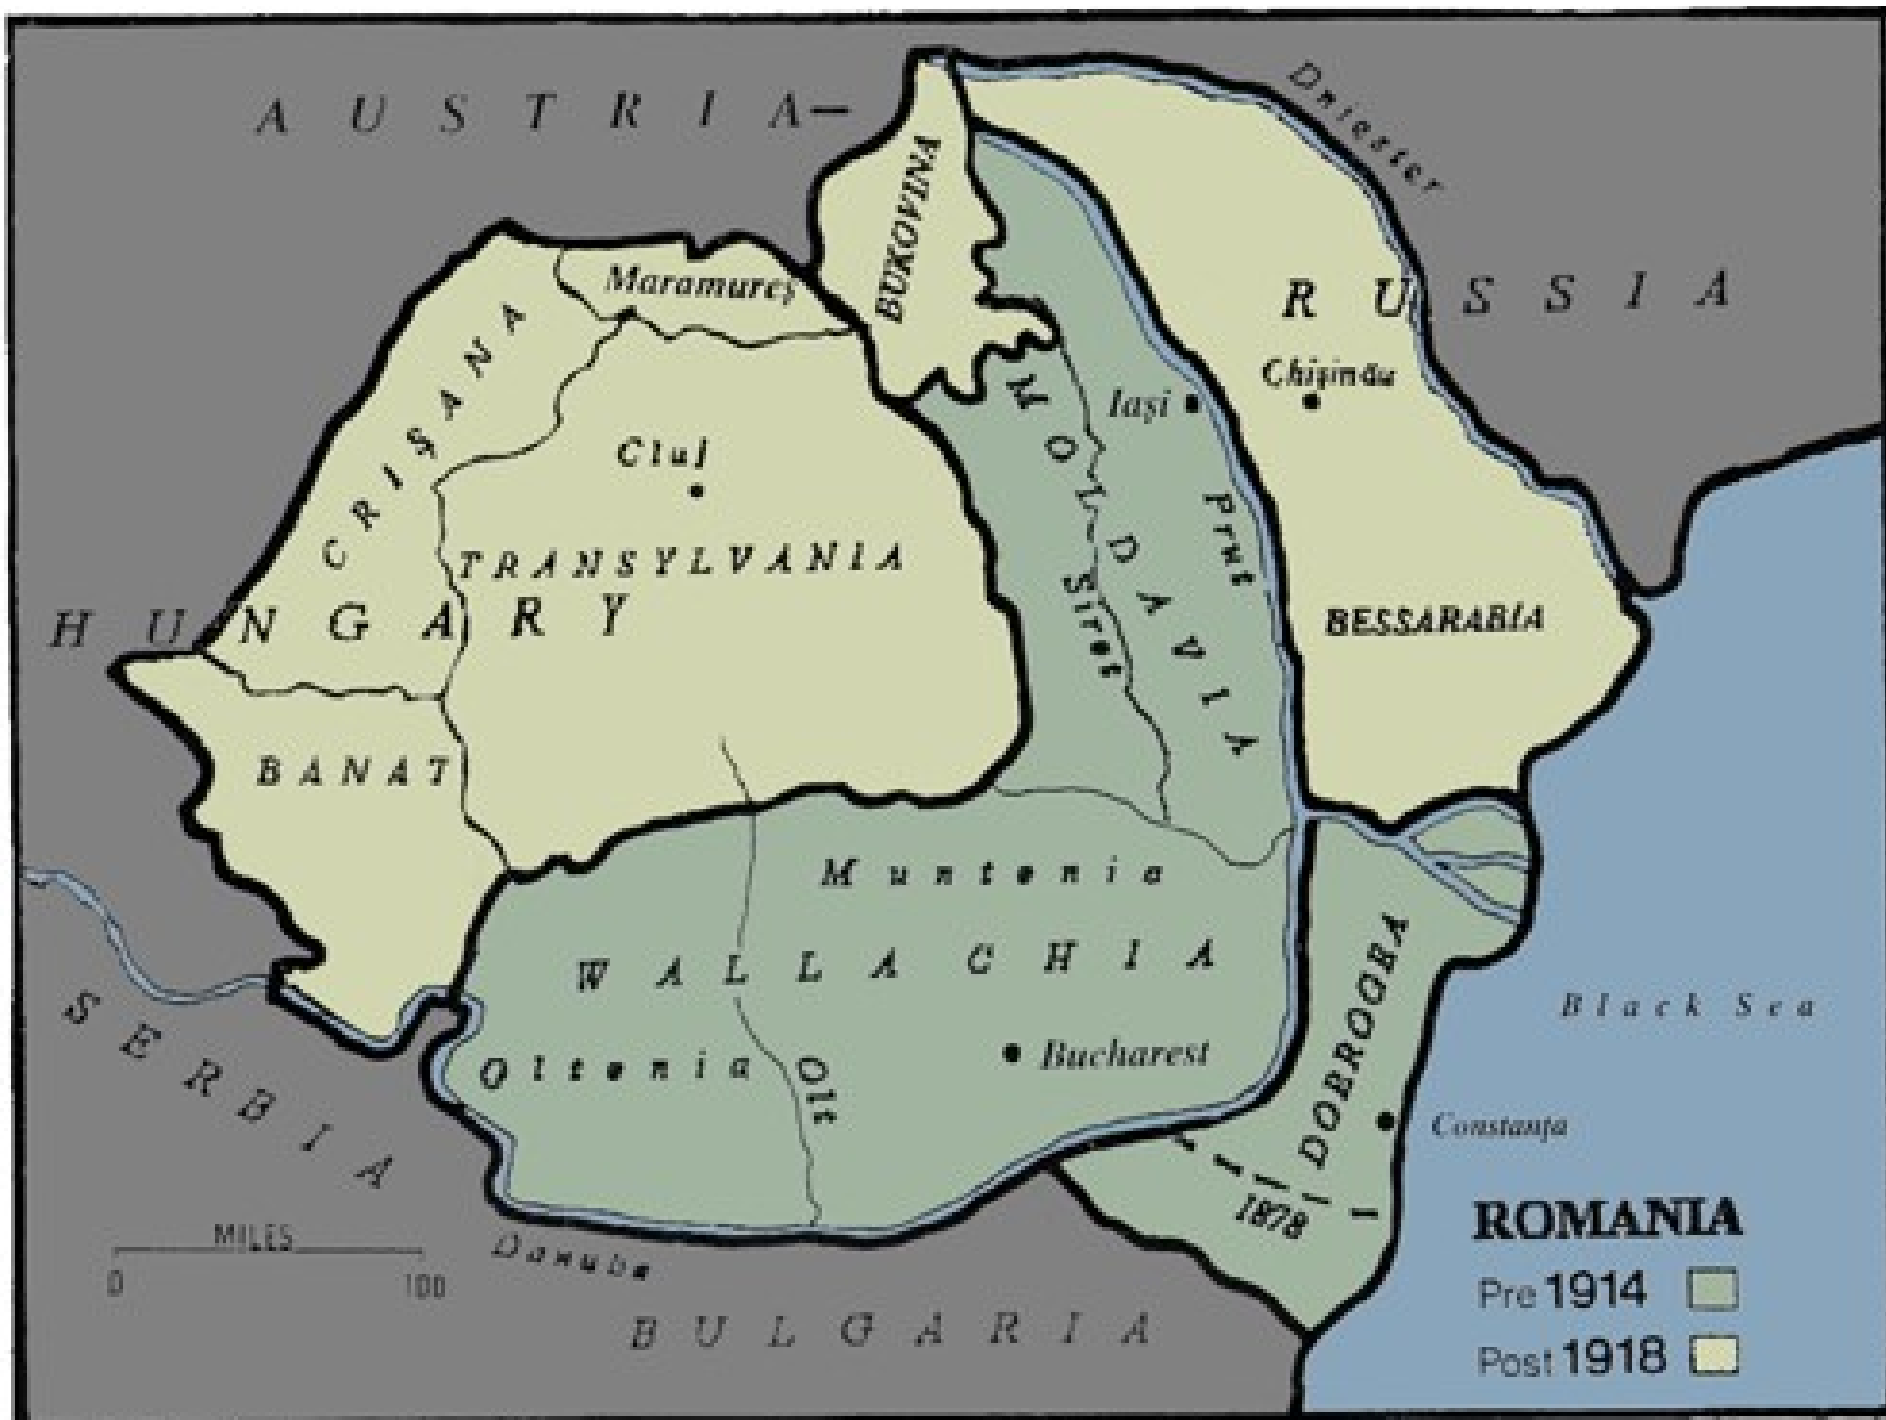 AUSTRIA–
Dniester
BUKOVINA
Maramureş
RUSSIA
CRIŞANA
Chişinău
Iaşi
MOLDAVIA
Cluj
Prut
TRANSYLVANIA
Siret
HUNGARY
BESSARABIA
BANAT
Muntenia
WALLACHIA
DOBROGEA
Black Sea
SERBIA
Oltenia
Olt
Bucharest
Constanţa
1878
MILES
0 100
Danube
BULGARIA
ROMANIA
Pre 1914
Post 1918